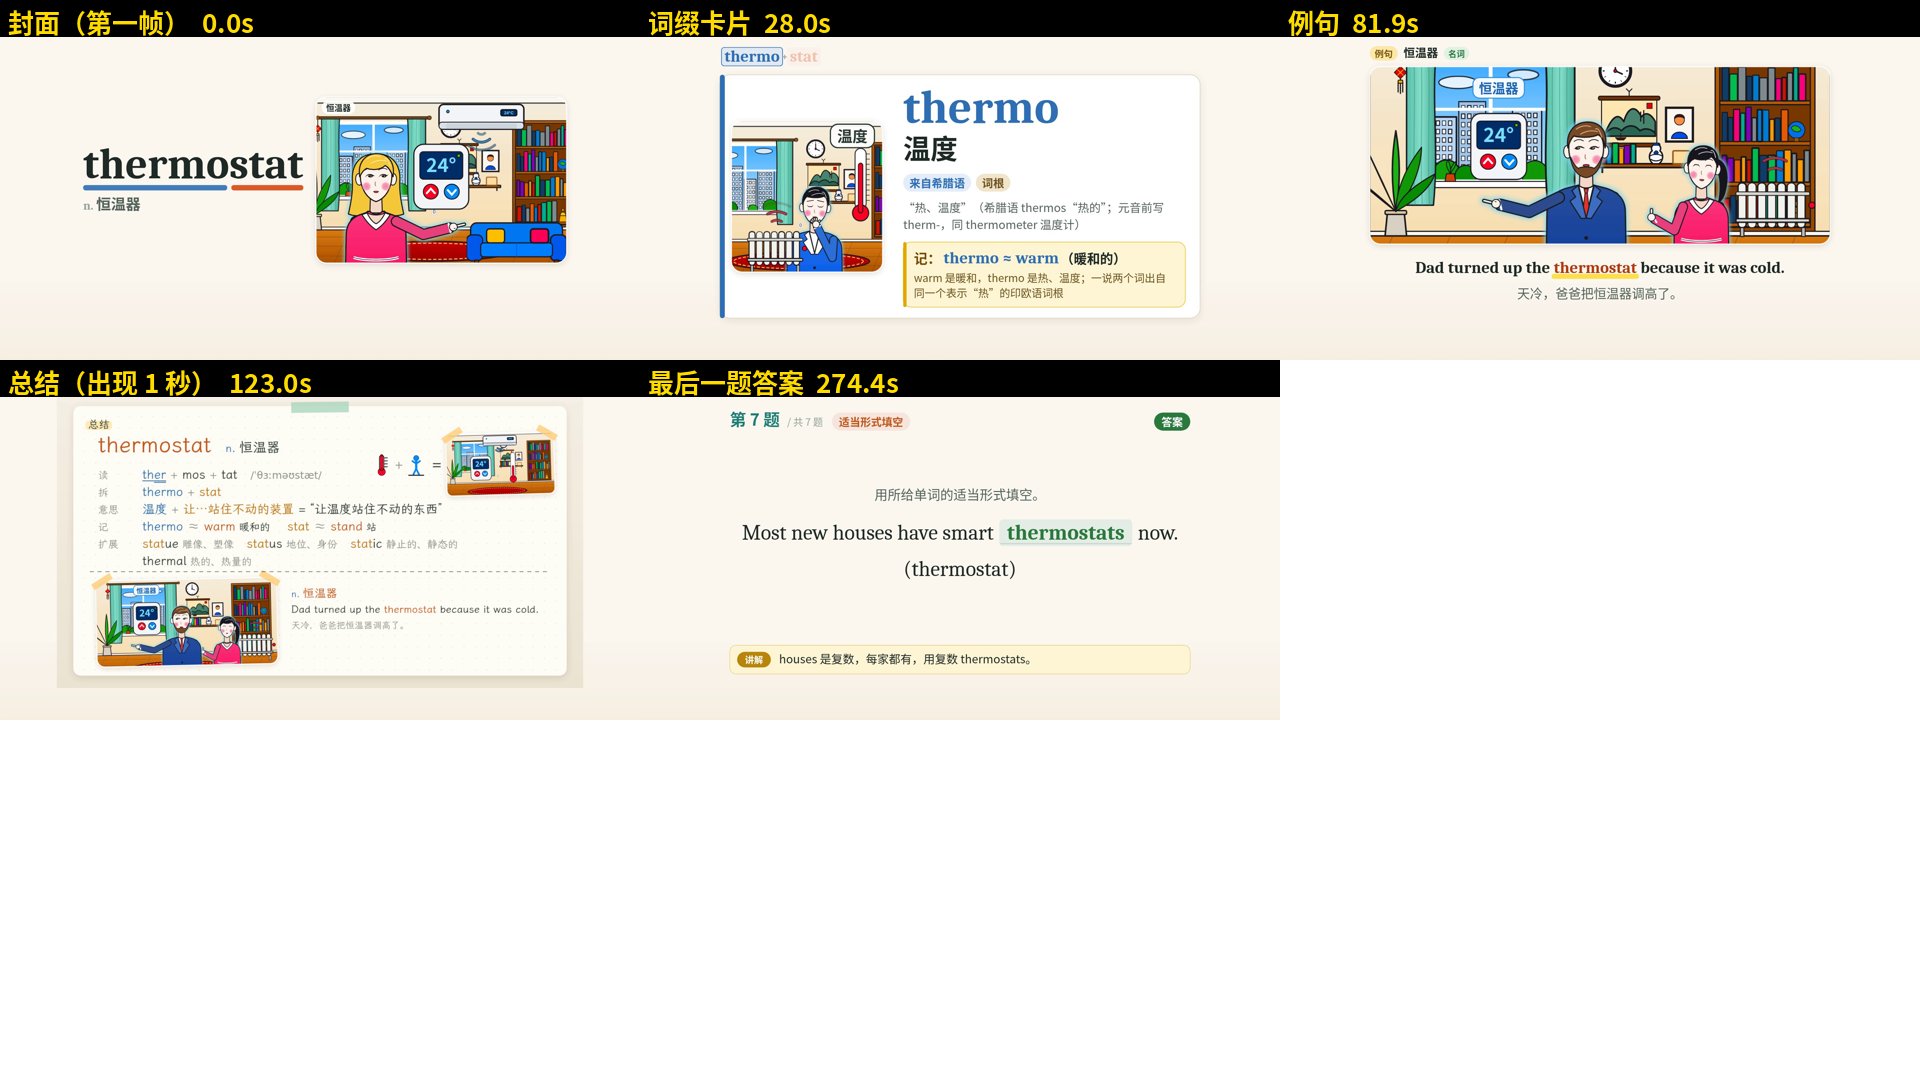 封面（第一帧） 0.0s
thermostat
n. 恒温器
恒温器
24°C
24°
词缀卡片 28.0s
thermo · stat
温度
thermo
温度
来自希腊语 词根
“热、温度”（希腊语 thermos “热的”；元音前写
therm-，同 thermometer 温度计）
记： thermo ≈ warm（暖和的）
warm 是暖和，thermo 是热、温度；一说两个词出自
同一个表示“热”的印欧语词根
例句 81.9s
例句 恒温器 名词
恒温器
24°
Dad turned up the thermostat because it was cold.
天冷，爸爸把恒温器调高了。
总结（出现 1 秒） 123.0s
总结
thermostat n. 恒温器
+ =
24°
读 ther + mos + tat /ˈθɜːməʊstæt/
拆 thermo + stat
意思 温度 + 让…站住不动的装置 = “让温度站住不动的东西”
记 thermo ≈ warm 暖和的 stat ≈ stand 站
扩展 statue 雕像、塑像 status 地位、身份 static 静止的、静态的
thermal 热的、热量的
恒温器
24°
n. 恒温器
Dad turned up the thermostat because it was cold.
天冷，爸爸把恒温器调高了。
最后一题答案 274.4s
第 7 题 / 共 7 题 适当形式填空 答案
用所给单词的适当形式填空。
Most new houses have smart thermostats now.
(thermostat)
讲解 houses 是复数，每家都有，用复数 thermostats。